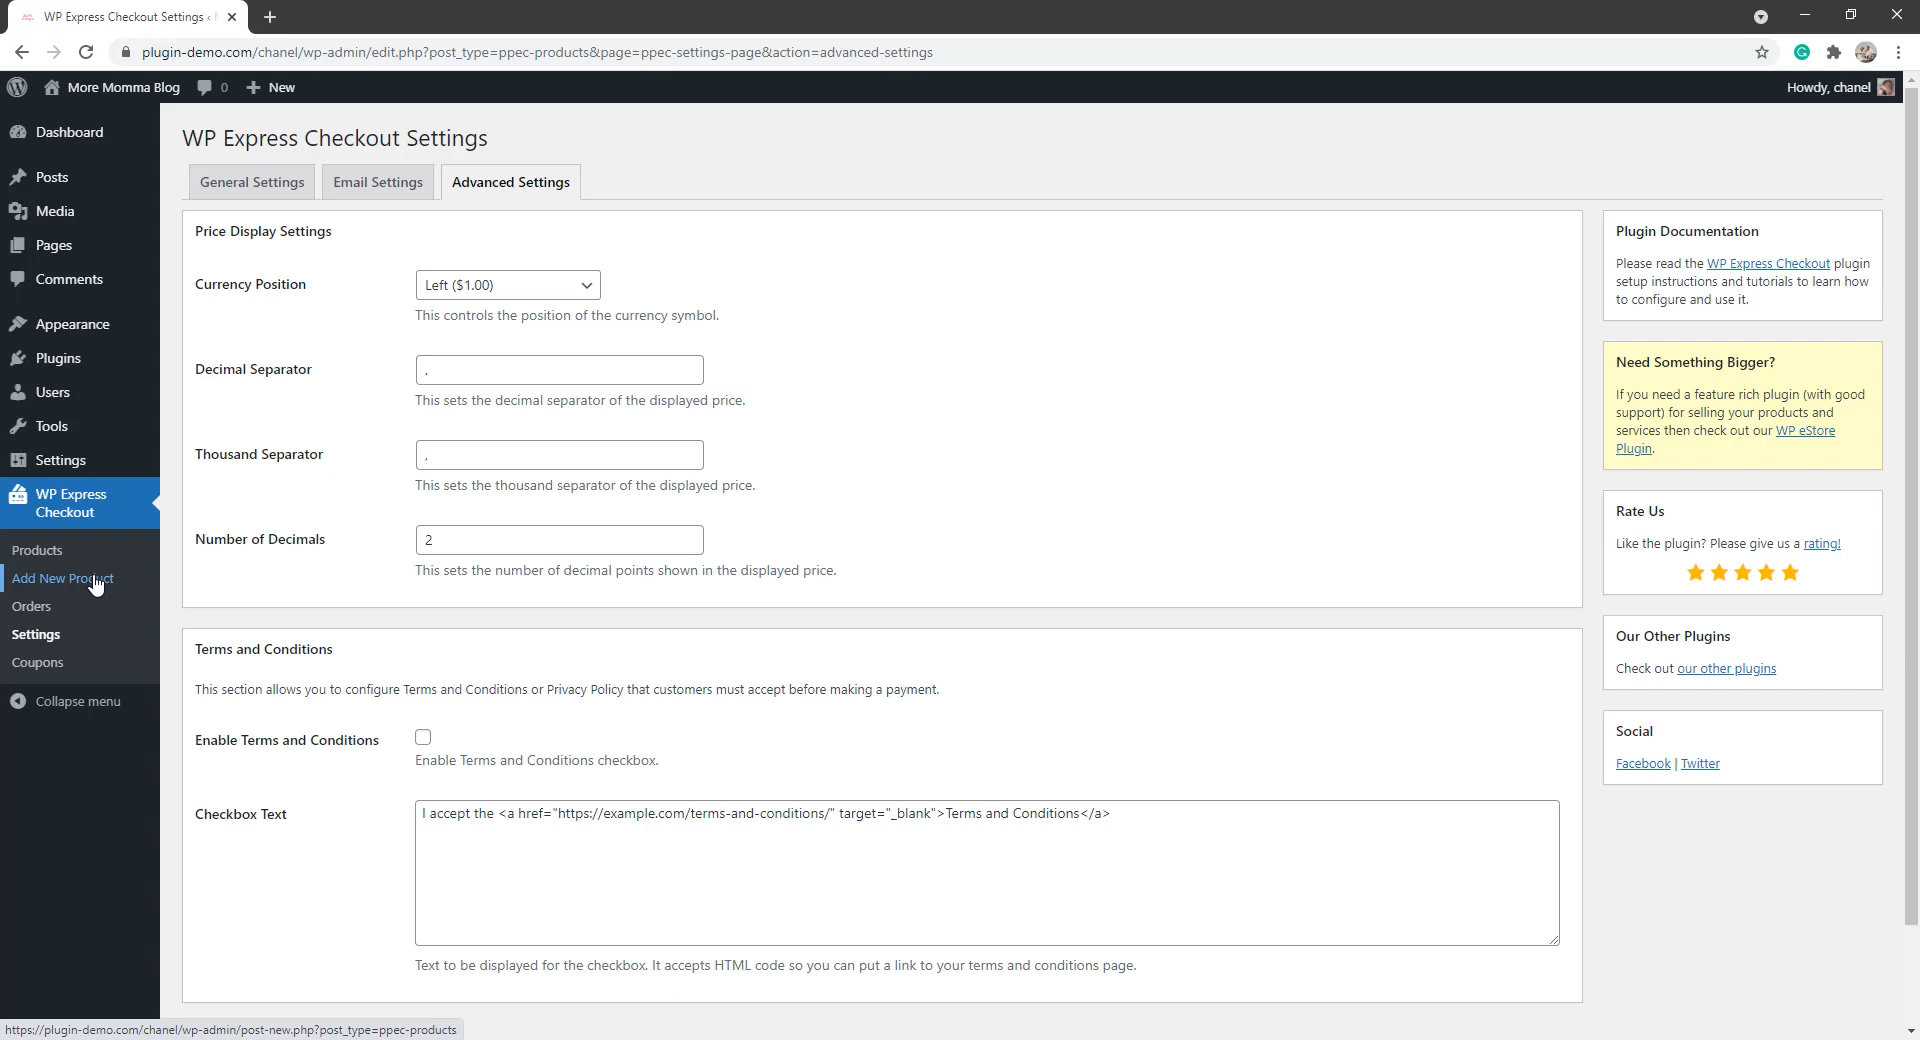 WP Express Checkout Settings ‹
plugin-demo.com/chanel/wp-admin/edit.php?post_type=ppec-products&page=ppec-settings-page&action=advanced-settings
More Momma Blog
0
New
Howdy, chanel
Dashboard
Posts
Media
Pages
Comments
Appearance
Plugins
Users
Tools
Settings
WP Express
Checkout
Products
Add New Product
Orders
Settings
Coupons
Collapse menu
WP Express Checkout Settings
General Settings
Email Settings
Advanced Settings
Price Display Settings
Currency Position
Left ($1.00)
This controls the position of the currency symbol.
Decimal Separator
.
This sets the decimal separator of the displayed price.
Thousand Separator
,
This sets the thousand separator of the displayed price.
Number of Decimals
2
This sets the number of decimal points shown in the displayed price.
Terms and Conditions
This section allows you to configure Terms and Conditions or Privacy Policy that customers must accept before making a payment.
Enable Terms and Conditions
Enable Terms and Conditions checkbox.
Checkbox Text
I accept the <a href="https://example.com/terms-and-conditions/" target="_blank">Terms and Conditions</a>
Text to be displayed for the checkbox. It accepts HTML code so you can put a link to your terms and conditions page.
Plugin Documentation
Please read the WP Express Checkout plugin
setup instructions and tutorials to learn how
to configure and use it.
Need Something Bigger?
If you need a feature rich plugin (with good
support) for selling your products and
services then check out our WP eStore
Plugin.
Rate Us
Like the plugin? Please give us a rating!
Our Other Plugins
Check out our other plugins
Social
Facebook | Twitter
https://plugin-demo.com/chanel/wp-admin/post-new.php?post_type=ppec-products